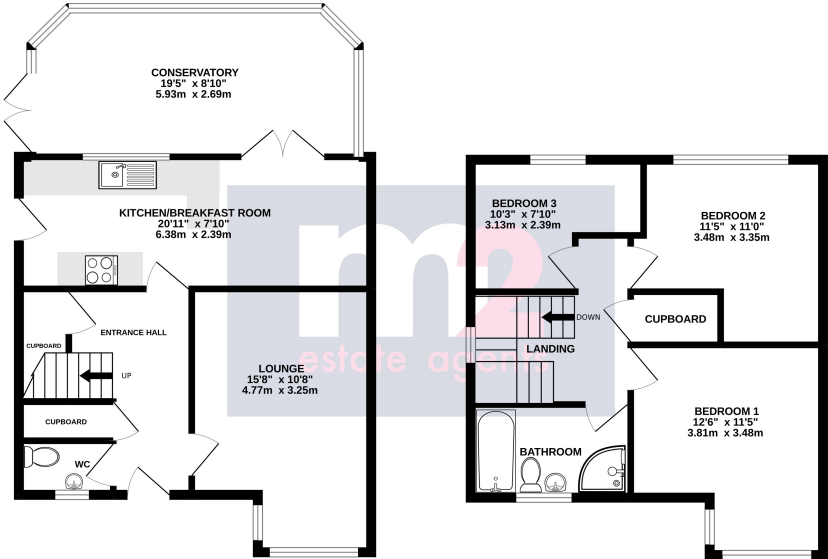 CONSERVATORY
19'5" x 8'10"
5.93m x 2.69m
KITCHEN/BREAKFAST ROOM
20'11" x 7'10"
6.38m x 2.39m
ENTRANCE HALL
CUPBOARD
UP
LOUNGE
15'8" x 10'8"
4.77m x 3.25m
CUPBOARD
WC
BEDROOM 3
10'3" x 7'10"
3.13m x 2.39m
BEDROOM 2
11'5" x 11'0"
3.48m x 3.35m
DOWN
CUPBOARD
LANDING
BEDROOM 1
12'6" x 11'5"
3.81m x 3.48m
BATHROOM
m2
estate agents